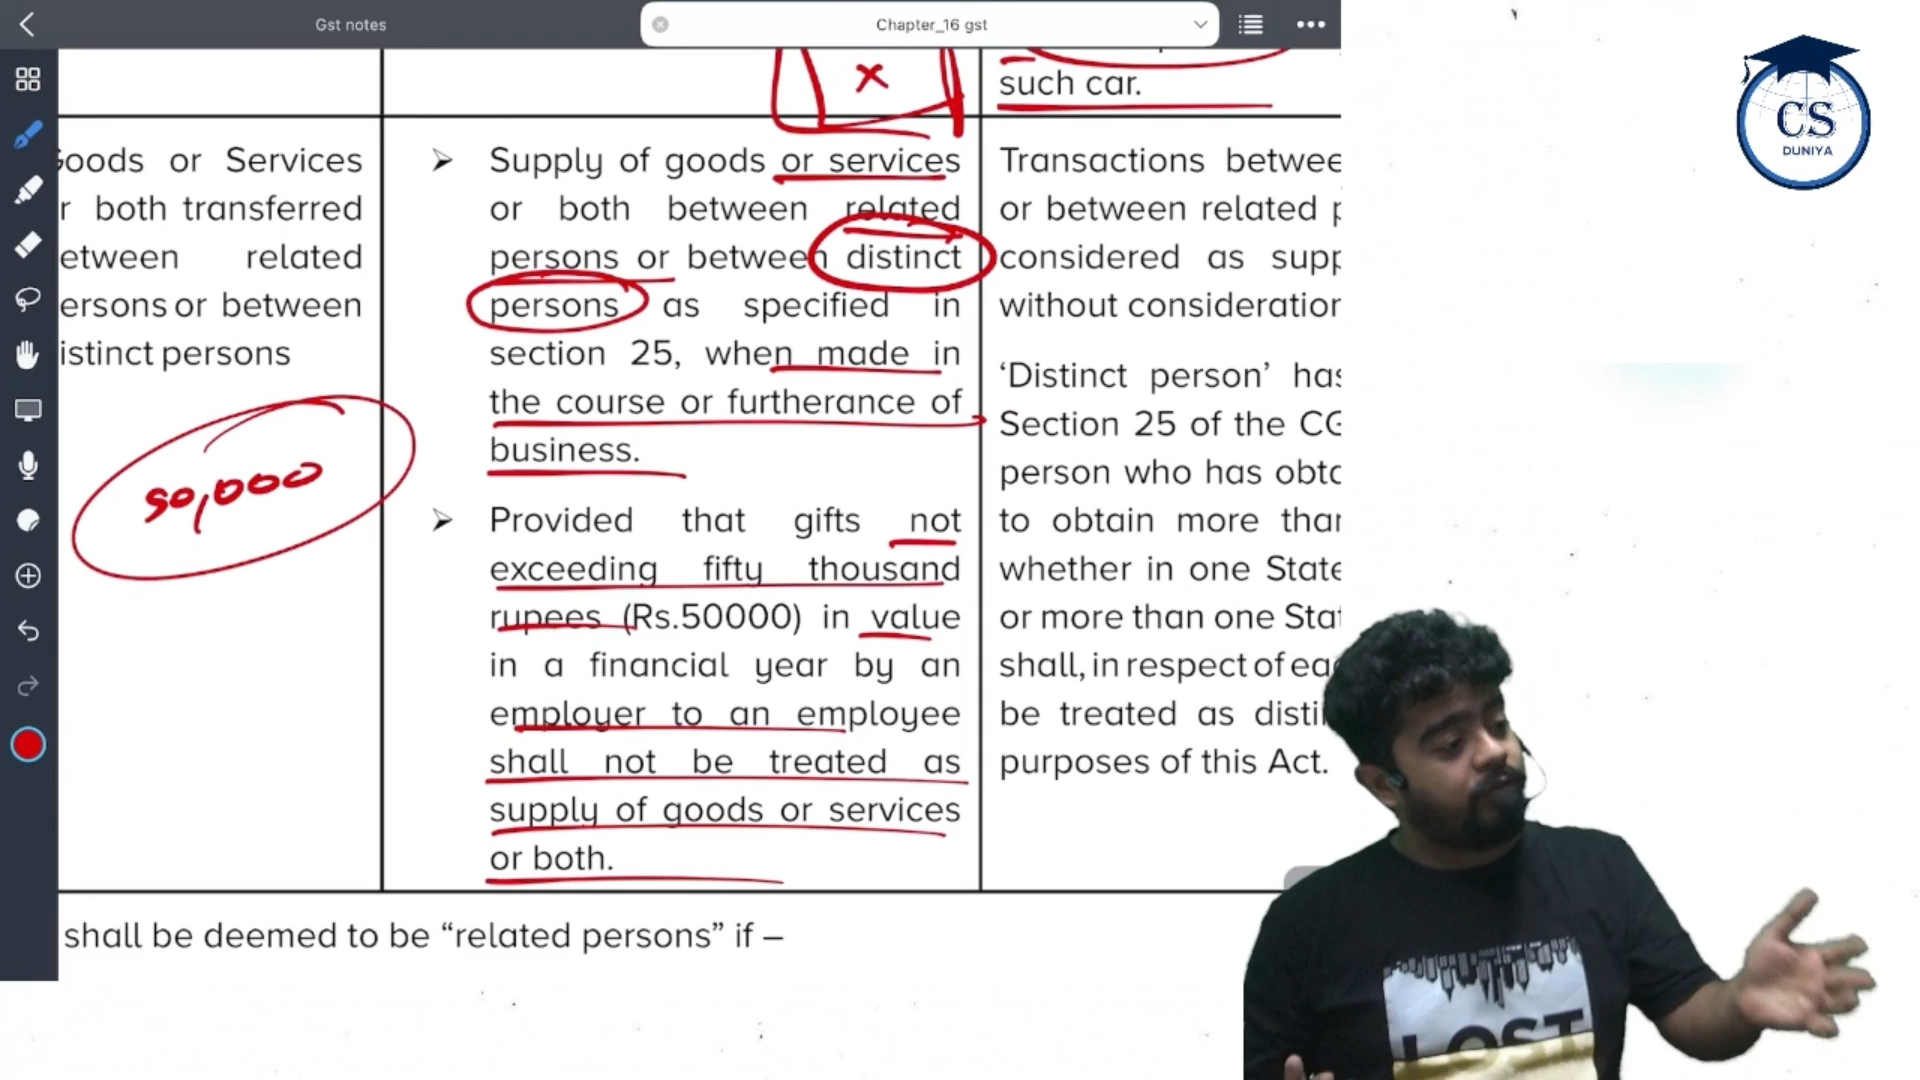 Gst notes
Chapter_16 gst
CS
DUNIYA
x
such car.
Goods or Services
r both transferred
etween related
ersons or between
istinct persons
50,000
➢ Supply of goods or services
or both between related
persons or between distinct
persons as specified in
section 25, when made in
the course or furtherance of
business.
➢ Provided that gifts not
exceeding fifty thousand
rupees (Rs.50000) in value
in a financial year by an
employer to an employee
shall not be treated as
supply of goods or services
or both.
Transactions betwee
or between related p
considered as supp
without consideration
‘Distinct person’ has
Section 25 of the CG
person who has obta
to obtain more than
whether in one State
or more than one Stat
shall, in respect of ea
be treated as disti
purposes of this Act.
shall be deemed to be “related persons” if –
LOST